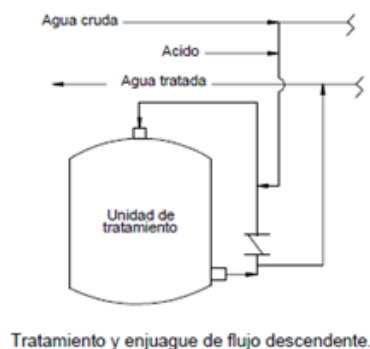 Agua cruda
Acido
Agua tratada
Unidad de
tratamiento
Tratamiento y enjuague de flujo descendente.